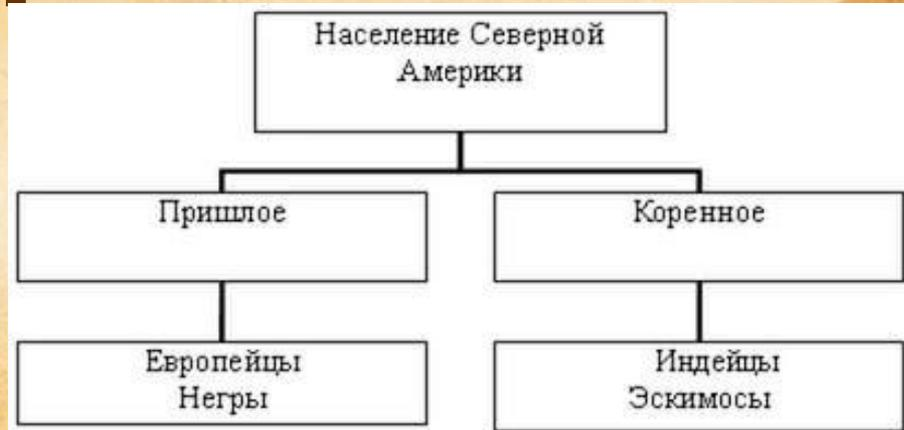 Население Северной
Америки
Пришлое
Коренное
Европейцы
Негры
Индейцы
Эскимосы